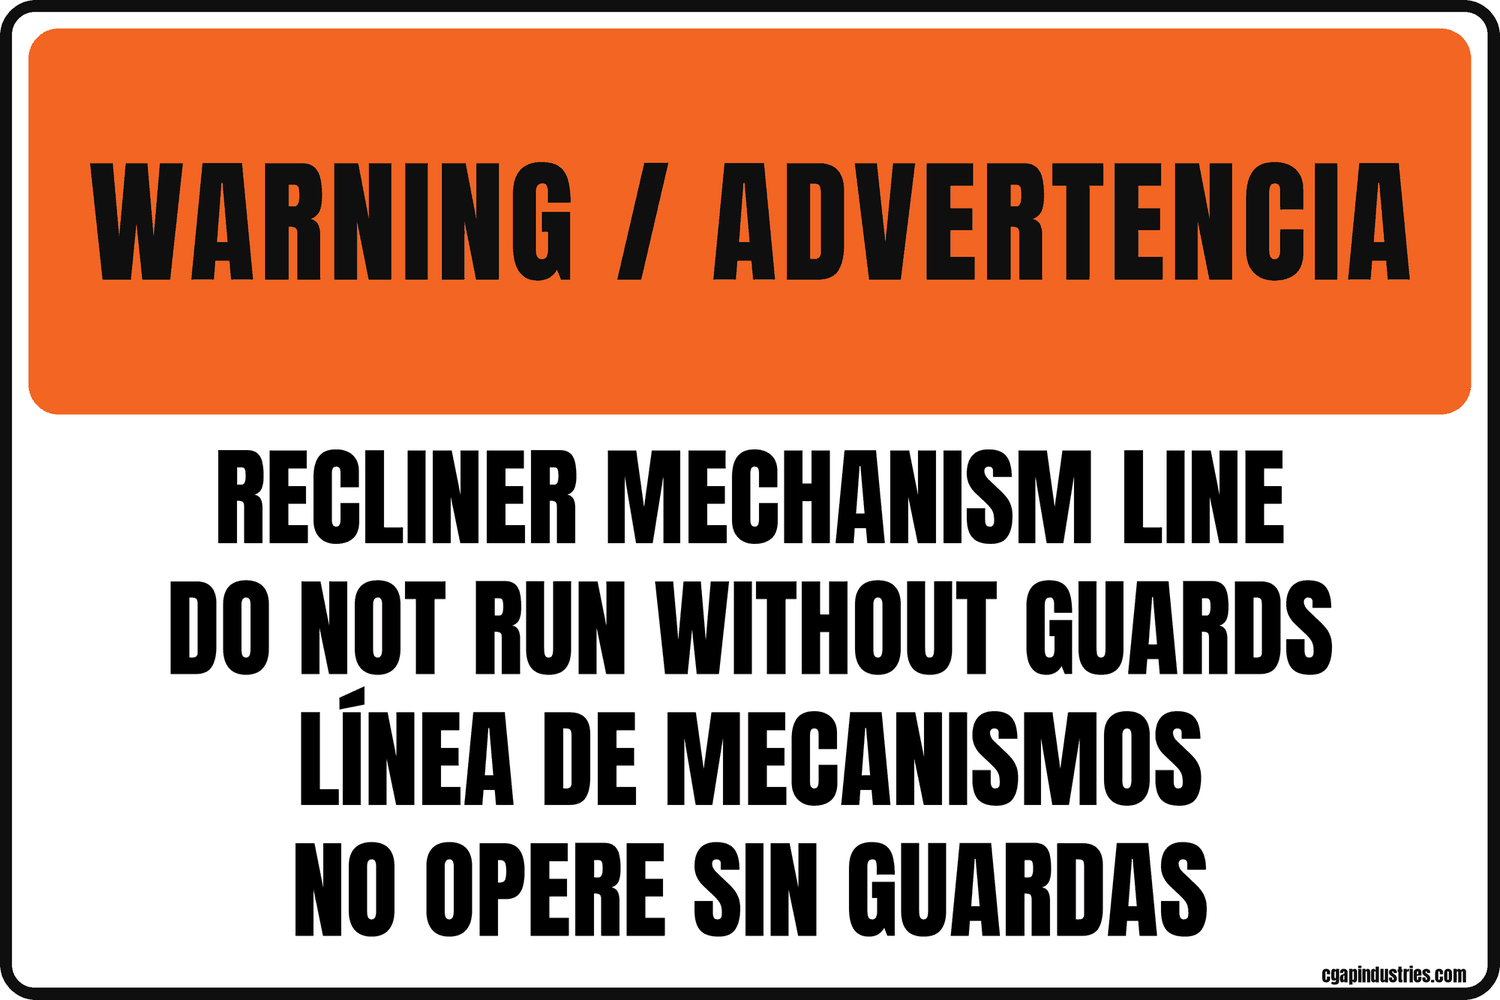 WARNING / ADVERTENCIA
RECLINER MECHANISM LINE
DO NOT RUN WITHOUT GUARDS
LÍNEA DE MECANISMOS
NO OPERE SIN GUARDAS
cgapindustries.com